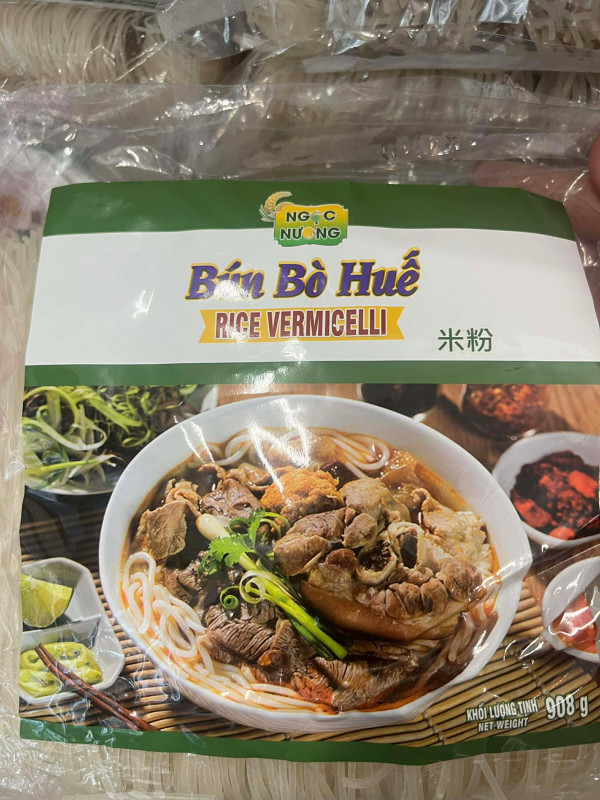 NGỌC
NƯƠNG
Bún Bò Huế
RICE VERMICELLI
米粉
KHỐI LƯỢNG TỊNH
NET WEIGHT
908 g